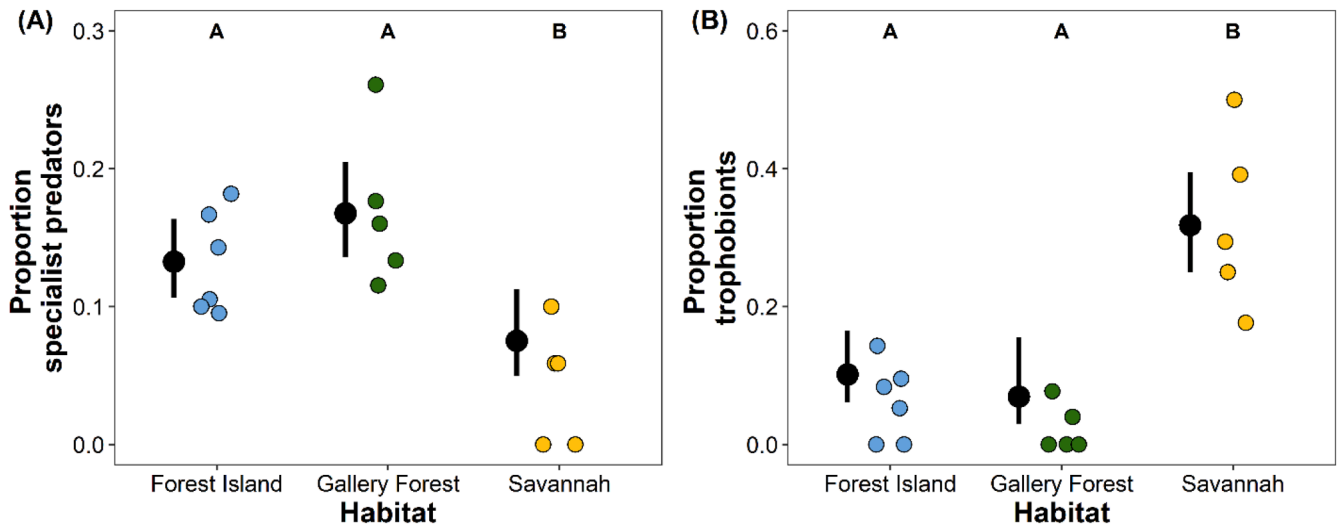 (A)
0.3
0.2
0.1
0.0
Proportion
specialist predators
A
A
B
Forest Island
Gallery Forest
Savannah
Habitat
(B)
0.6
0.4
0.2
0.0
Proportion
trophobionts
A
A
B
Forest Island
Gallery Forest
Savannah
Habitat